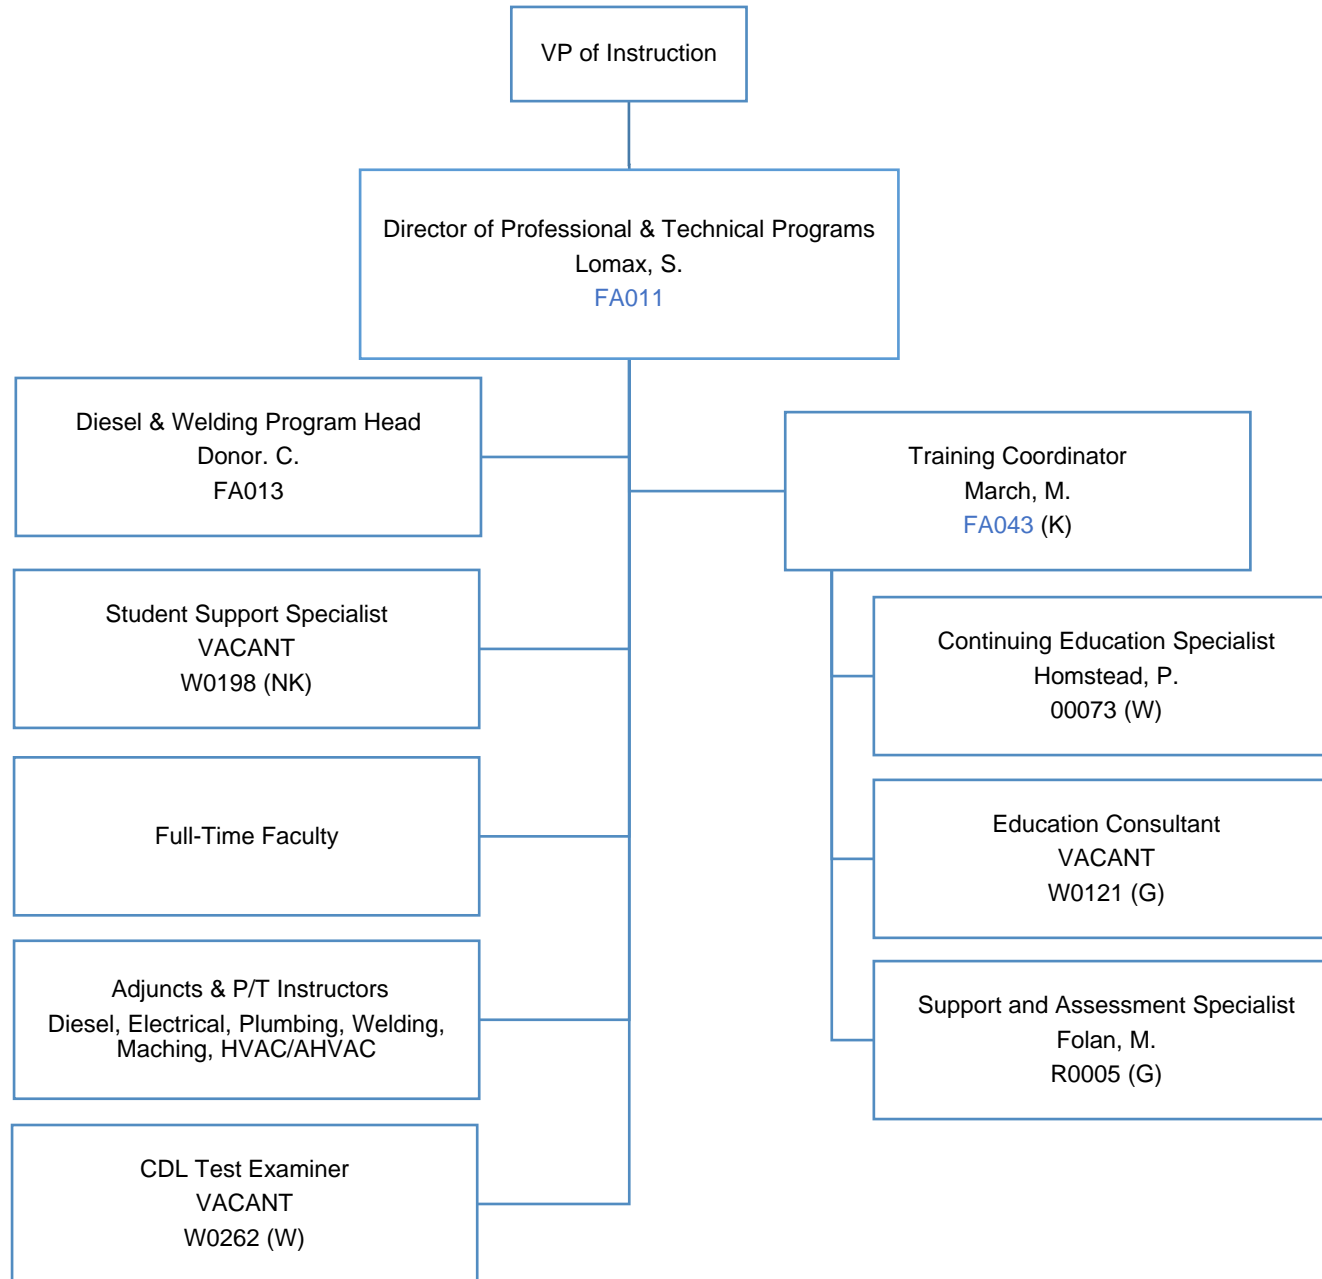 VP of Instruction
Director of Professional & Technical Programs
Lomax, S.
FA011
Diesel & Welding Program Head
Donor. C.
FA013
Training Coordinator
March, M.
FA043 (K)
Student Support Specialist
VACANT
W0198 (NK)
Continuing Education Specialist
Homstead, P.
00073 (W)
Full-Time Faculty
Education Consultant
VACANT
W0121 (G)
Adjuncts & P/T Instructors
Diesel, Electrical, Plumbing, Welding,
Maching, HVAC/AHVAC
Support and Assessment Specialist
Folan, M.
R0005 (G)
CDL Test Examiner
VACANT
W0262 (W)